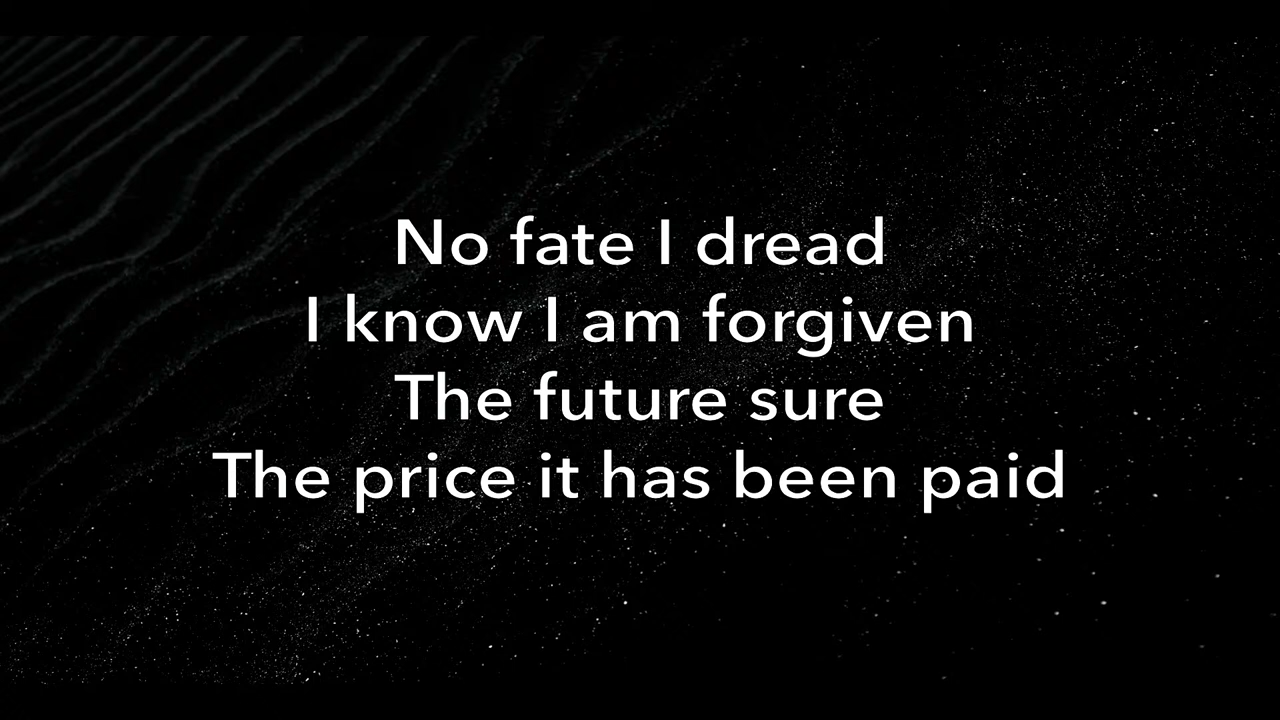 No fate I dread
I know I am forgiven
The future sure
The price it has been paid